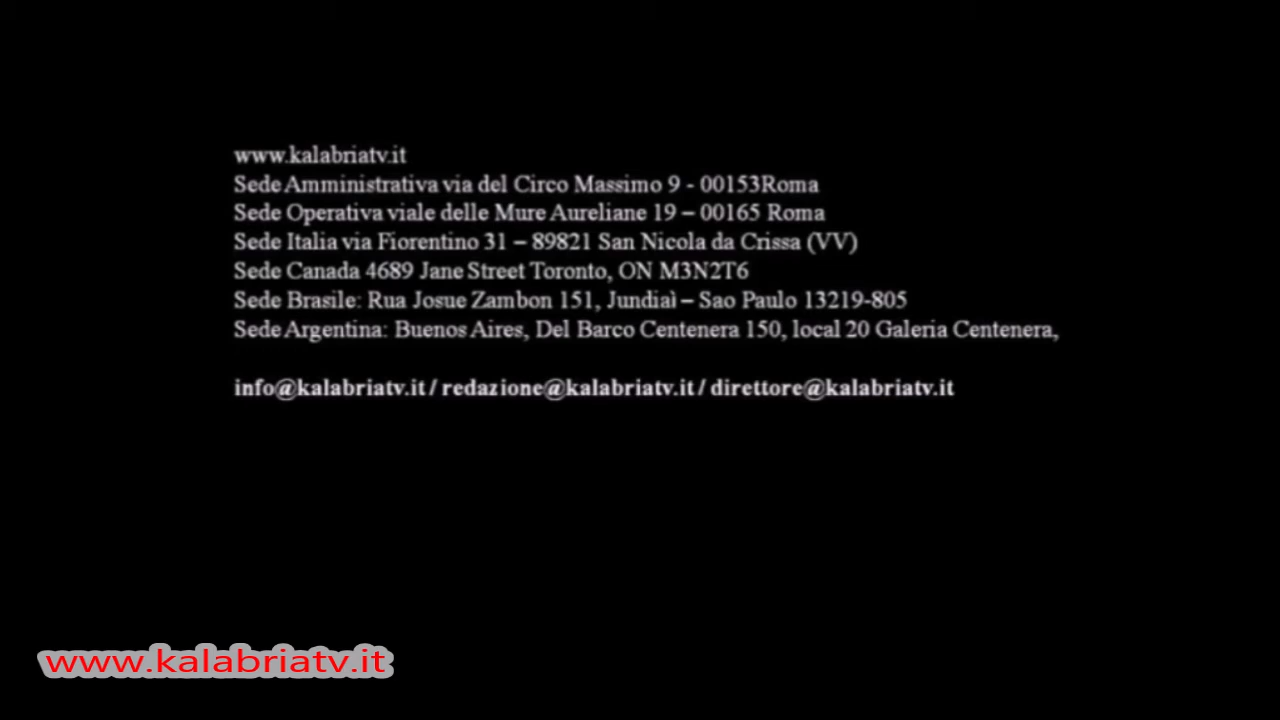 www.kalabriatv.it
Sede Amministrativa via del Circo Massimo 9 - 00153Roma
Sede Operativa viale delle Mure Aureliane 19 – 00165 Roma
Sede Italia via Fiorentino 31 – 89821 San Nicola da Crissa (VV)
Sede Canada 4689 Jane Street Toronto, ON M3N2T6
Sede Brasile: Rua Josue Zambon 151, Jundiaì – Sao Paulo 13219-805
Sede Argentina: Buenos Aires, Del Barco Centenera 150, local 20 Galeria Centenera,
info@kalabriatv.it / redazione@kalabriatv.it / direttore@kalabriatv.it
www.kalabriatv.it